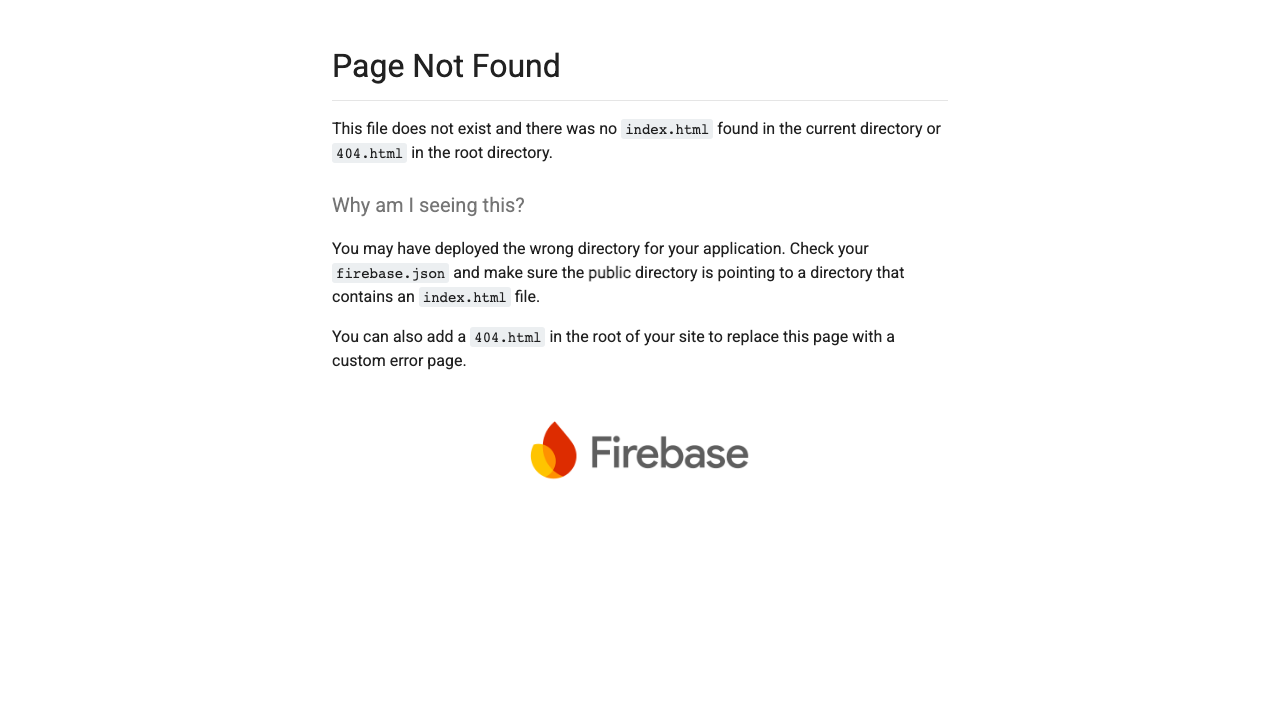 Page Not Found
This file does not exist and there was no index.html found in the current directory or
404.html in the root directory.
Why am I seeing this?
You may have deployed the wrong directory for your application. Check your
firebase.json and make sure the public directory is pointing to a directory that
contains an index.html file.
You can also add a 404.html in the root of your site to replace this page with a
custom error page.
Firebase